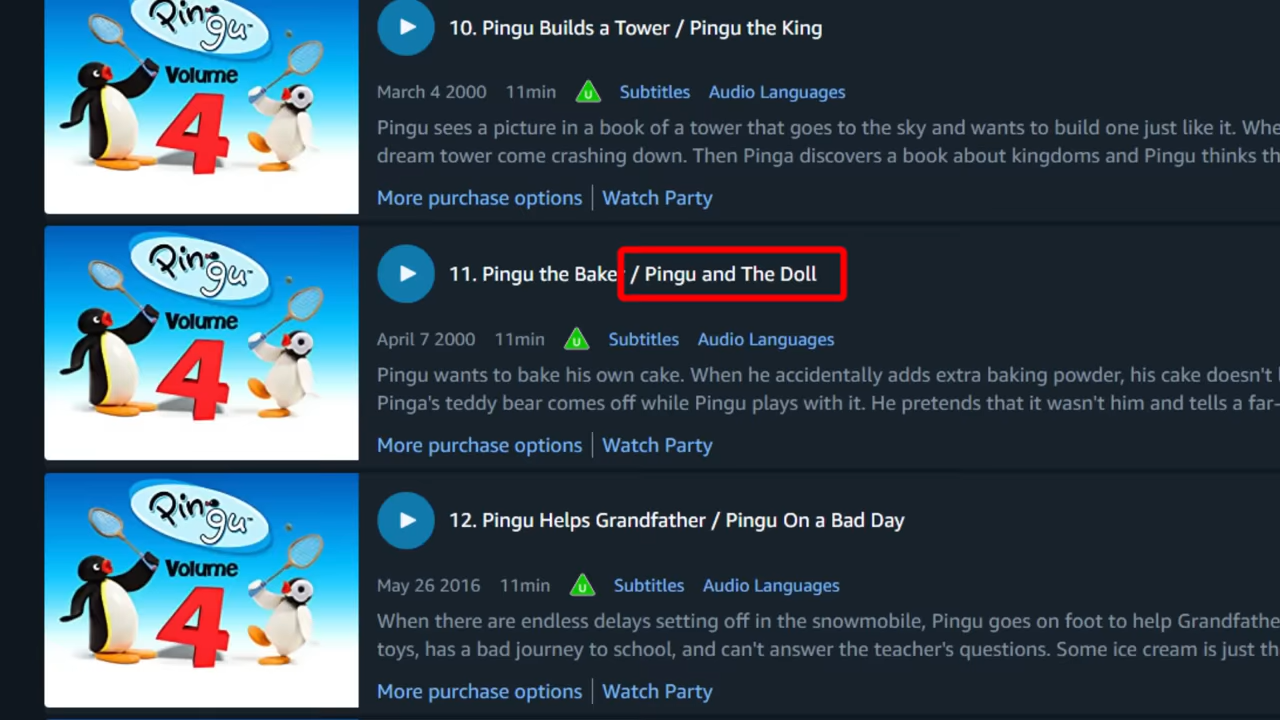 Pingu™
Volume
4
10. Pingu Builds a Tower / Pingu the King
March 4 2000 11min U Subtitles Audio Languages
Pingu sees a picture in a book of a tower that goes to the sky and wants to build one just like it. Whe
dream tower come crashing down. Then Pinga discovers a book about kingdoms and Pingu thinks th
More purchase options | Watch Party
Pingu™
Volume
4
11. Pingu the Baker / Pingu and The Doll
April 7 2000 11min U Subtitles Audio Languages
Pingu wants to bake his own cake. When he accidentally adds extra baking powder, his cake doesn't
Pinga's teddy bear comes off while Pingu plays with it. He pretends that it wasn't him and tells a far-
More purchase options | Watch Party
Pingu™
Volume
4
12. Pingu Helps Grandfather / Pingu On a Bad Day
May 26 2016 11min U Subtitles Audio Languages
When there are endless delays setting off in the snowmobile, Pingu goes on foot to help Grandfathe
toys, has a bad journey to school, and can't answer the teacher's questions. Some ice cream is just th
More purchase options | Watch Party